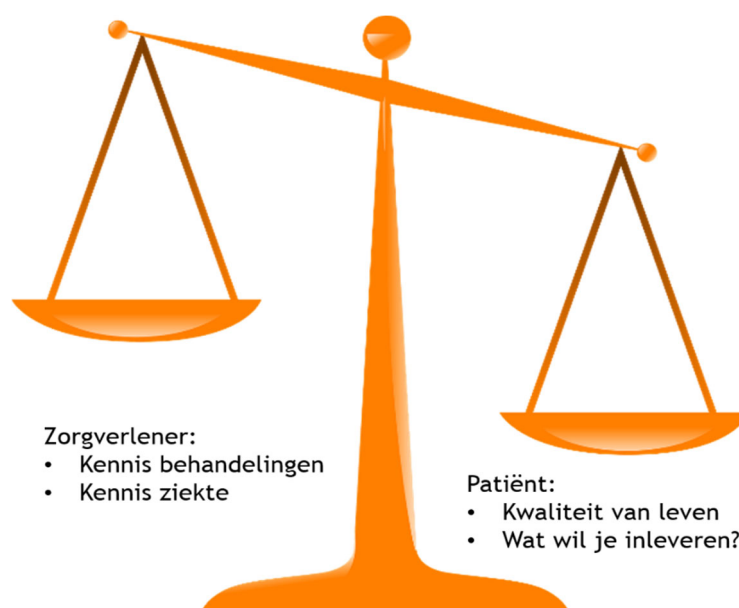 Zorgverlener:
• Kennis behandelingen
• Kennis ziekte
Patiënt:
• Kwaliteit van leven
• Wat wil je inleveren?